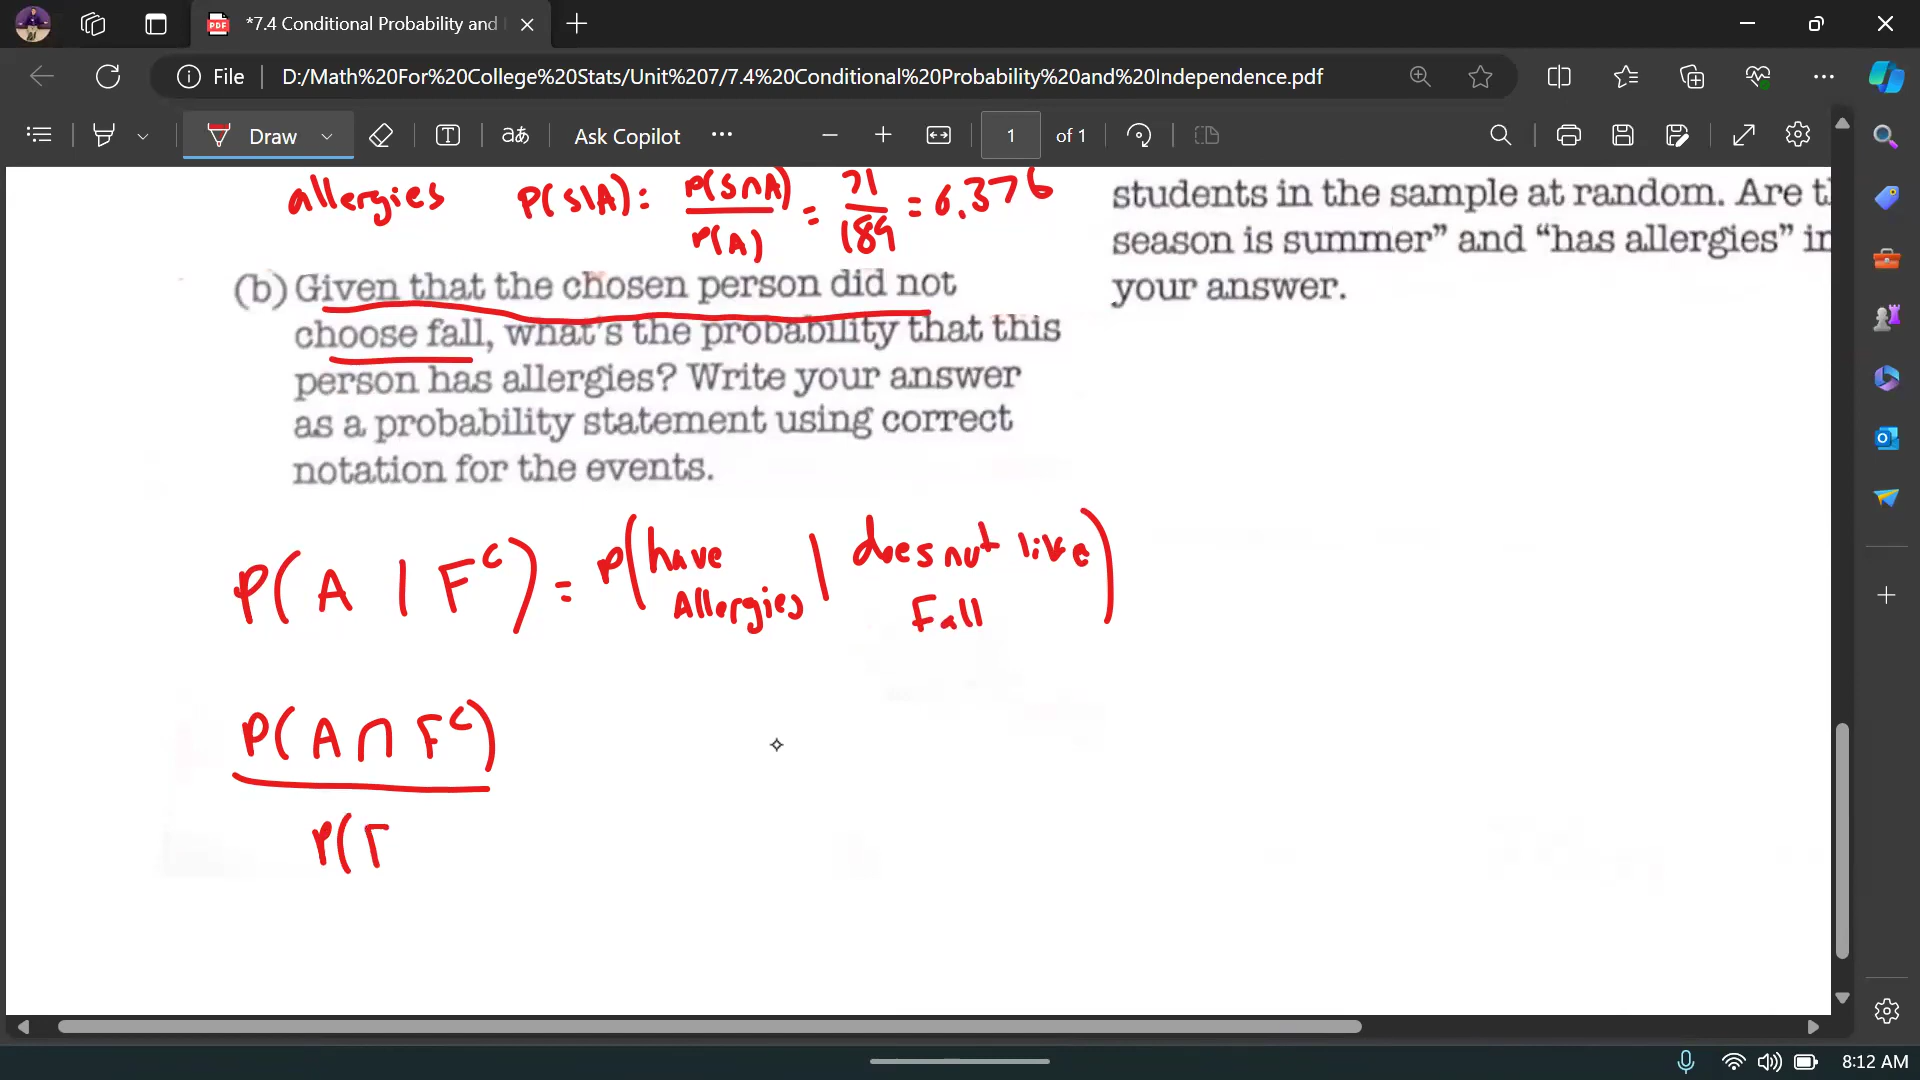 *7.4 Conditional Probability and
File
D:/Math%20For%20College%20Stats/Unit%207/7.4%20Conditional%20Probability%20and%20Independence.pdf
Draw
aあ
Ask Copilot
1 of 1
allergies P(S|A): P(S∩A) / P(A) = 71 / 189 = 0.376
(b) Given that the chosen person did not
choose fall, what's the probability that this
person has allergies? Write your answer
as a probability statement using correct
notation for the events.
students in the sample at random. Are t
season is summer” and “has allergies” in
your answer.
P(A | F^C) = P(have Allergies | does not like Fall)
P(A ∩ F^C)
P(F
8:12 AM